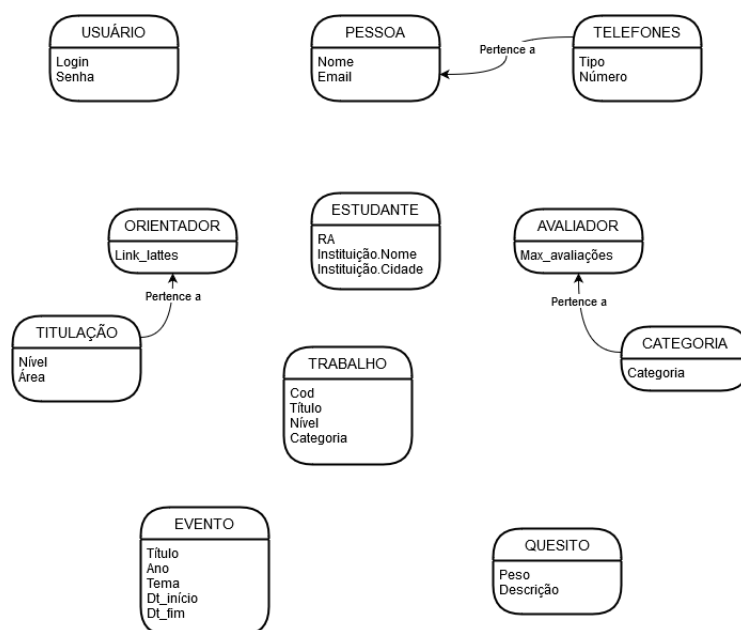 USUÁRIO
Login
Senha
PESSOA
Nome
Email
Pertence a
TELEFONES
Tipo
Número
ORIENTADOR
Link_lattes
ESTUDANTE
RA
Instituição.Nome
Instituição.Cidade
AVALIADOR
Max_avaliações
Pertence a
Pertence a
TITULAÇÃO
Nível
Área
CATEGORIA
Categoria
TRABALHO
Cod
Título
Nível
Categoria
EVENTO
Título
Ano
Tema
Dt_início
Dt_fim
QUESITO
Peso
Descrição